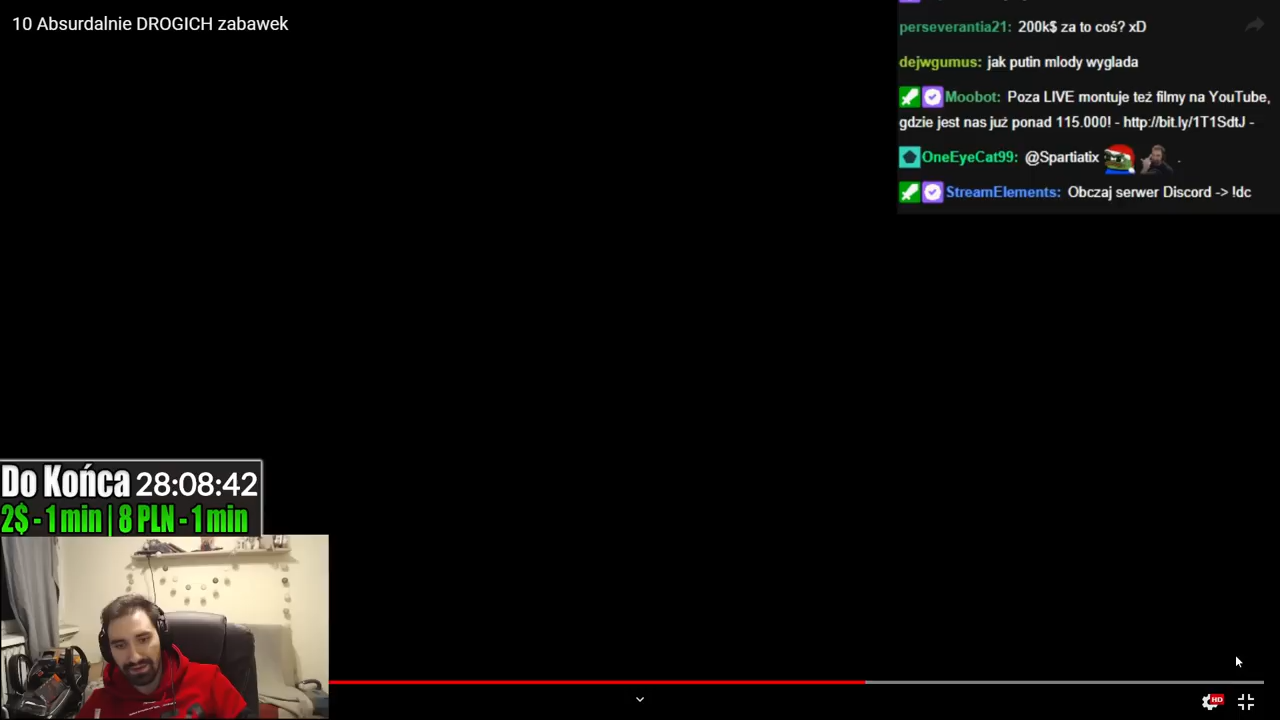 10 Absurdalnie DROGICH zabawek
perseverantia21: 200k$ za to coś? xD
dejwgumus: jak putin mlody wyglada
Moobot: Poza LIVE montuje też filmy na YouTube,
gdzie jest nas już ponad 115.000! - http://bit.ly/1T1SdtJ -
OneEyeCat99: @Spartiatix .
StreamElements: Obczaj serwer Discord -> !dc
Do Końca 28:08:42
2$ - 1 min | 8 PLN - 1 min
HD